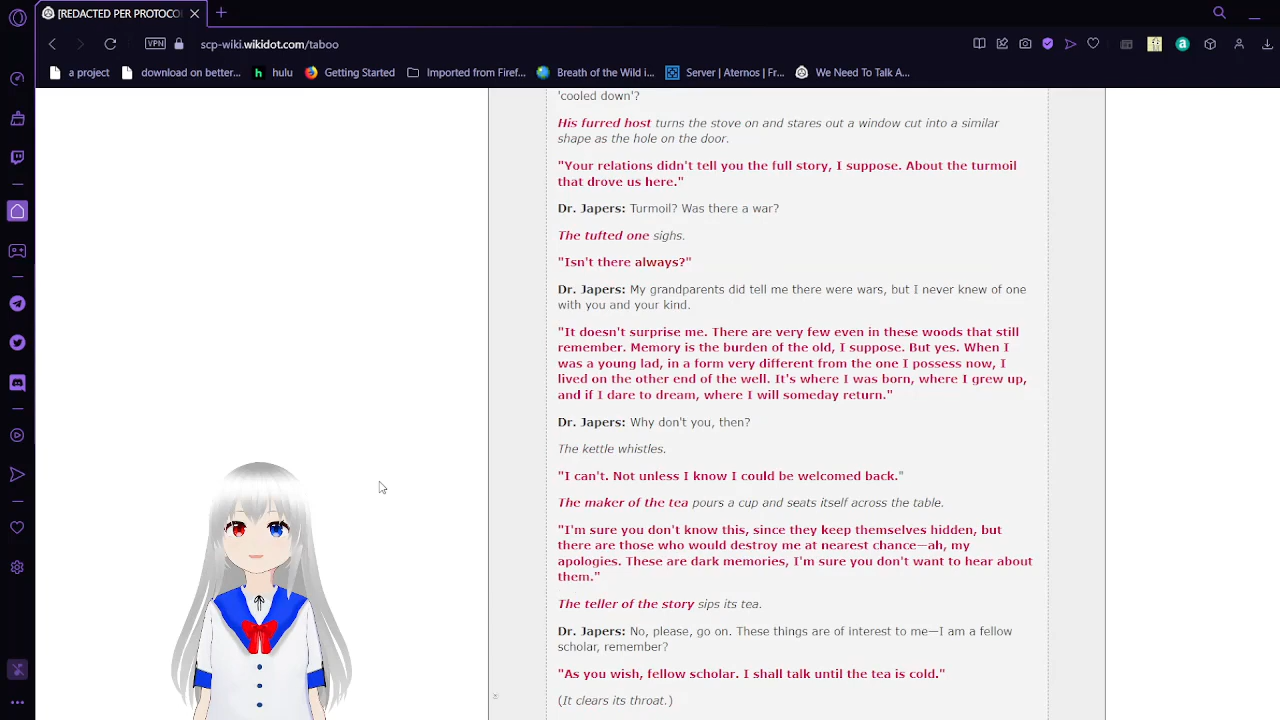 [REDACTED PER PROTOCO
VPN
scp-wiki.wikidot.com/taboo
a project
download on better...
hulu
Getting Started
Imported from Firef...
Breath of the Wild i...
Server | Aternos | Fr...
We Need To Talk A...
'cooled down'?
His furred host turns the stove on and stares out a window cut into a similar
shape as the hole on the door.
"Your relations didn't tell you the full story, I suppose. About the turmoil
that drove us here."
Dr. Japers: Turmoil? Was there a war?
The tufted one sighs.
"Isn't there always?"
Dr. Japers: My grandparents did tell me there were wars, but I never knew of one
with you and your kind.
"It doesn't surprise me. There are very few even in these woods that still
remember. Memory is the burden of the old, I suppose. But yes. When I
was a young lad, in a form very different from the one I possess now, I
lived on the other end of the well. It's where I was born, where I grew up,
and if I dare to dream, where I will someday return."
Dr. Japers: Why don't you, then?
The kettle whistles.
"I can't. Not unless I know I could be welcomed back."
The maker of the tea pours a cup and seats itself across the table.
"I'm sure you don't know this, since they keep themselves hidden, but
there are those who would destroy me at nearest chance—ah, my
apologies. These are dark memories, I'm sure you don't want to hear about
them."
The teller of the story sips its tea.
Dr. Japers: No, please, go on. These things are of interest to me—I am a fellow
scholar, remember?
"As you wish, fellow scholar. I shall talk until the tea is cold."
(It clears its throat.)